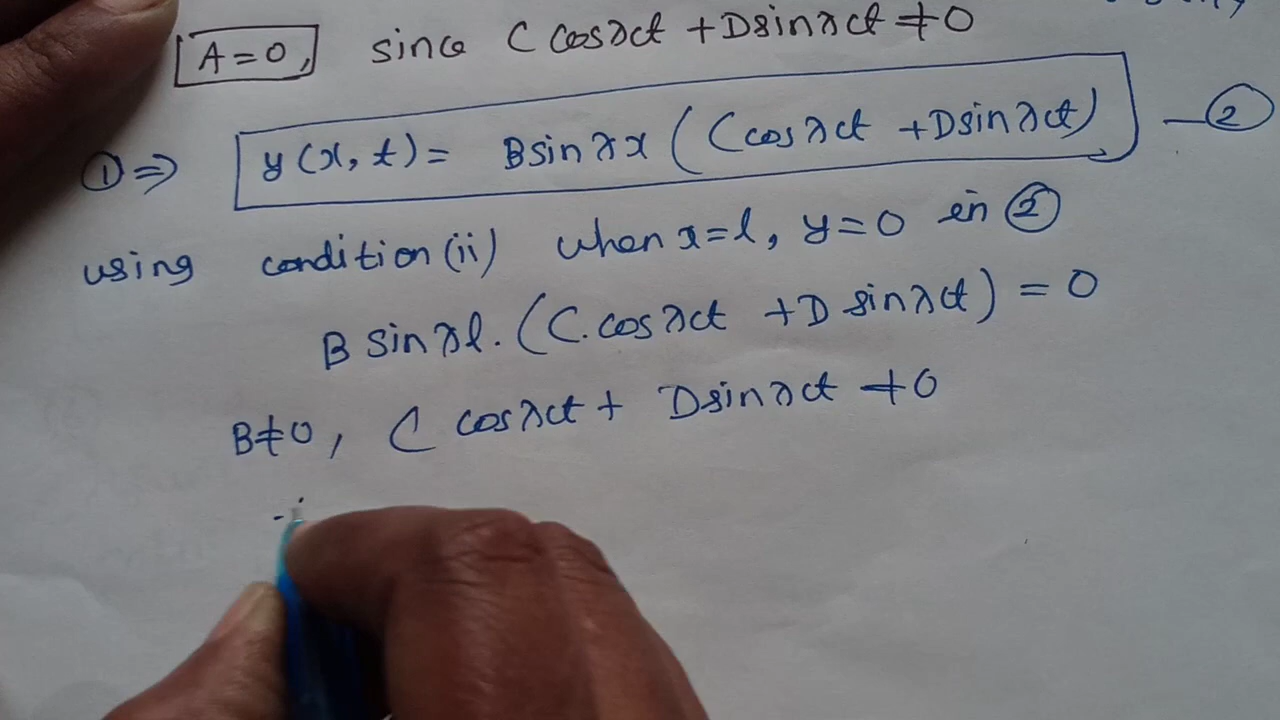 A=0, since C cosλct + Dsinλct ≠ 0
①⇒ y(x, t) = Bsinλx (Ccosλct + Dsinλct) — ②
using condition (ii) when x=l, y=0 in ②
B sinλl. (C.cosλct + D sinλct) = 0
B≠0, C cosλct + Dsinλct ≠ 0